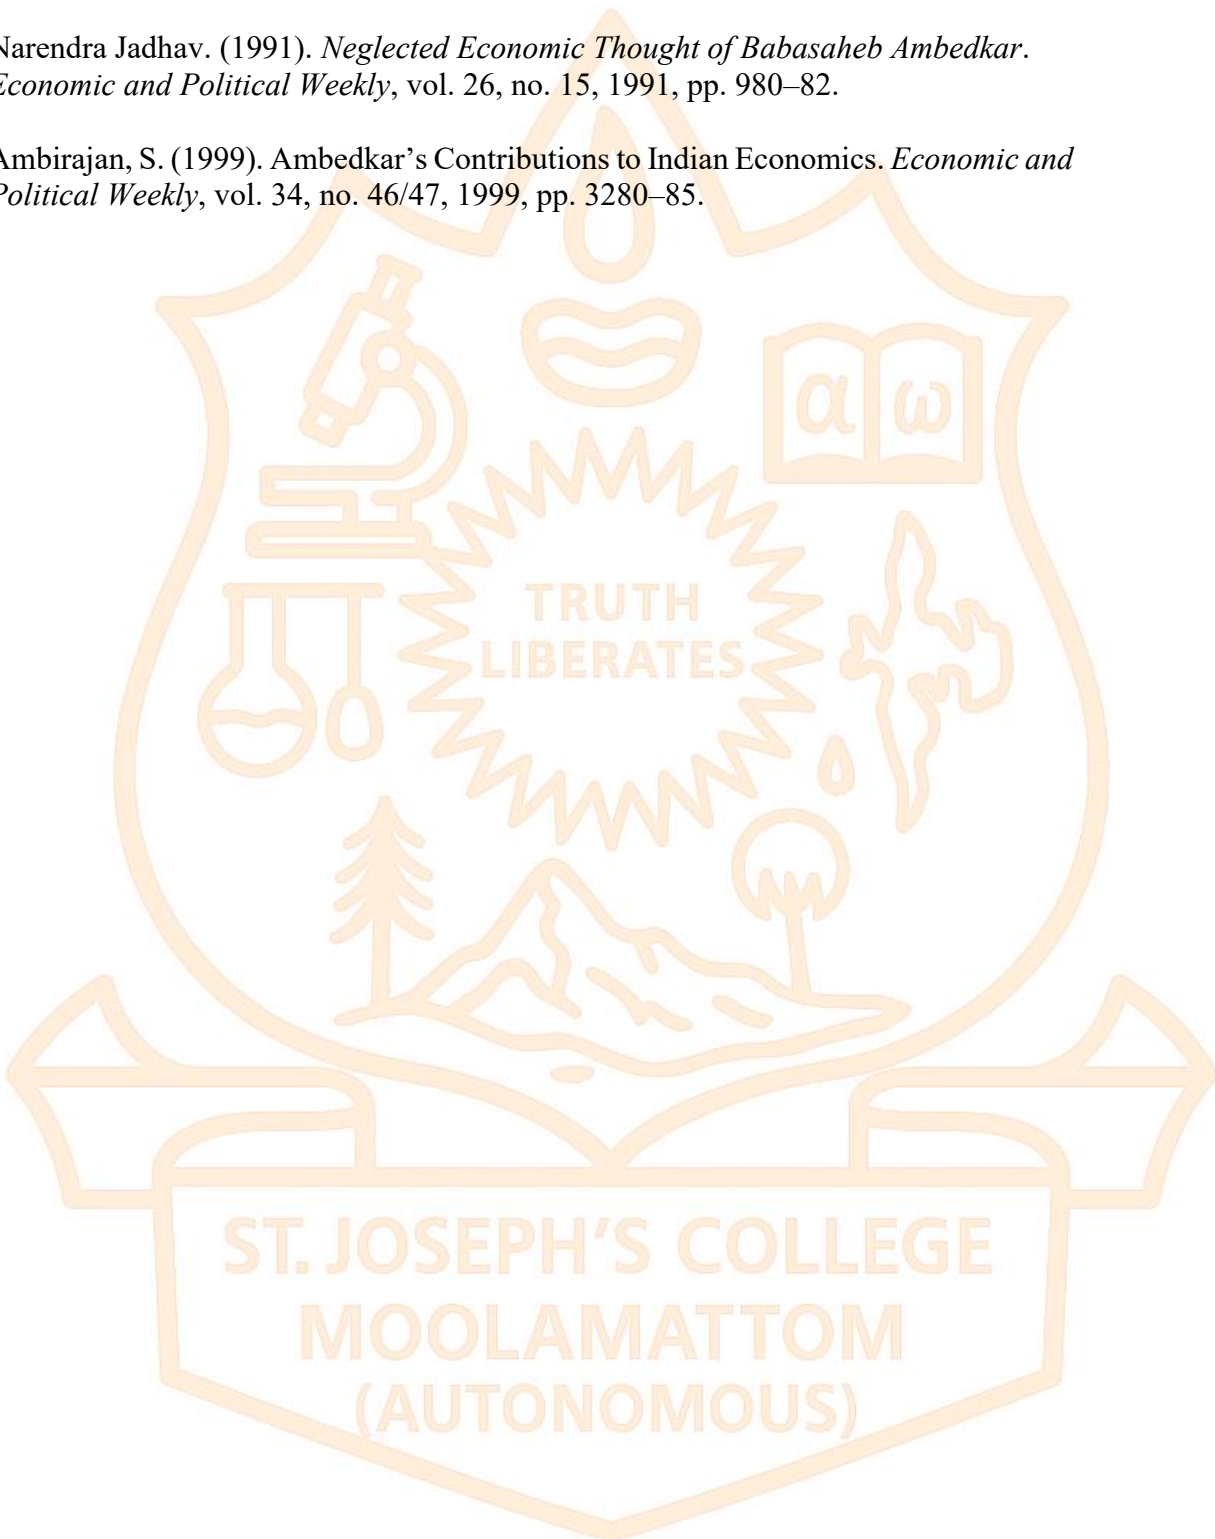 Narendra Jadhav. (1991). Neglected Economic Thought of Babasaheb Ambedkar.
Economic and Political Weekly, vol. 26, no. 15, 1991, pp. 980–82.
Ambirajan, S. (1999). Ambedkar’s Contributions to Indian Economics. Economic and
Political Weekly, vol. 34, no. 46/47, 1999, pp. 3280–85.
α ω
TRUTH
LIBERATES
ST. JOSEPH’S COLLEGE
MOOLAMATTOM
(AUTONOMOUS)